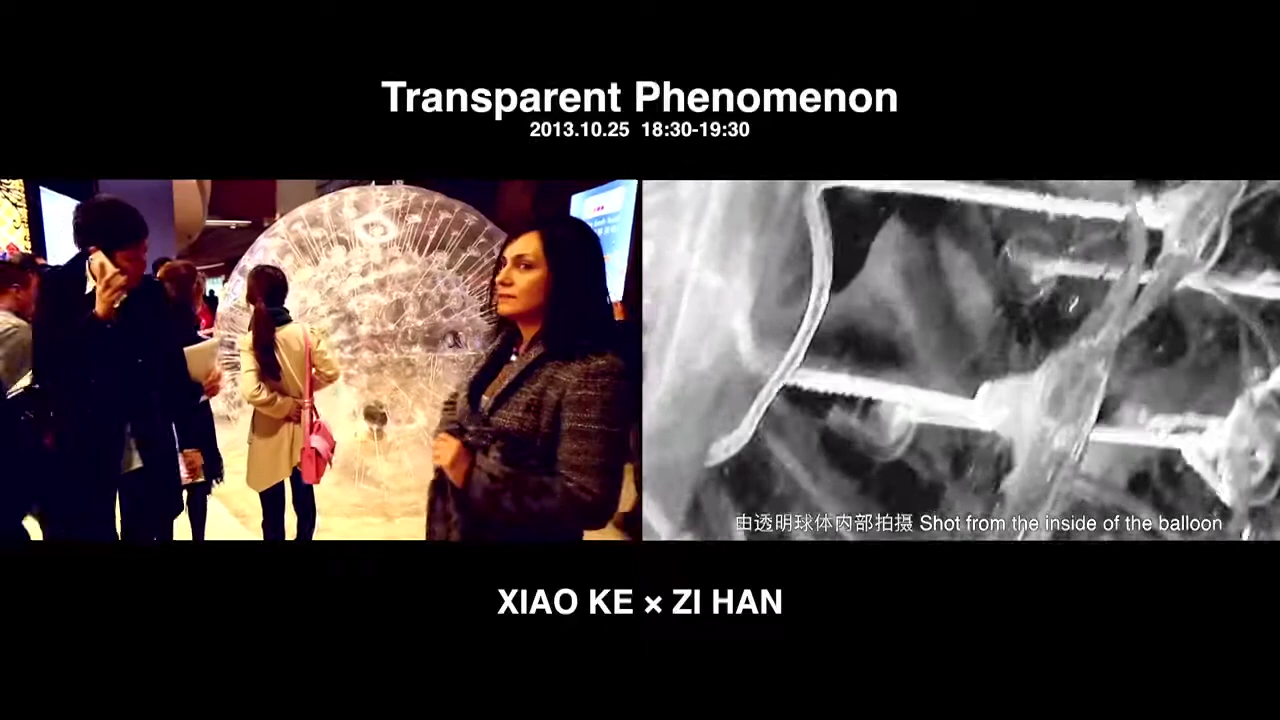 Transparent Phenomenon
2013.10.25 18:30-19:30
由透明球体内部拍摄 Shot from the inside of the balloon
XIAO KE × ZI HAN